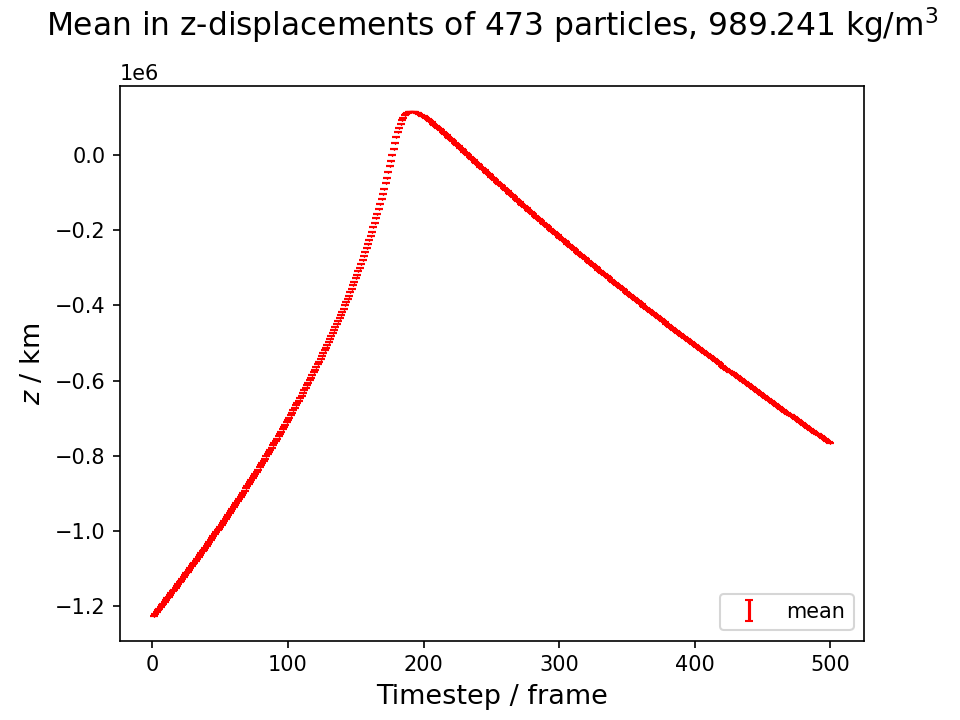 Mean in z-displacements of 473 particles, 989.241 kg/m³
1e6
0.0
−0.2
−0.4
−0.6
−0.8
−1.0
−1.2
z / km
mean
0 100 200 300 400 500
Timestep / frame